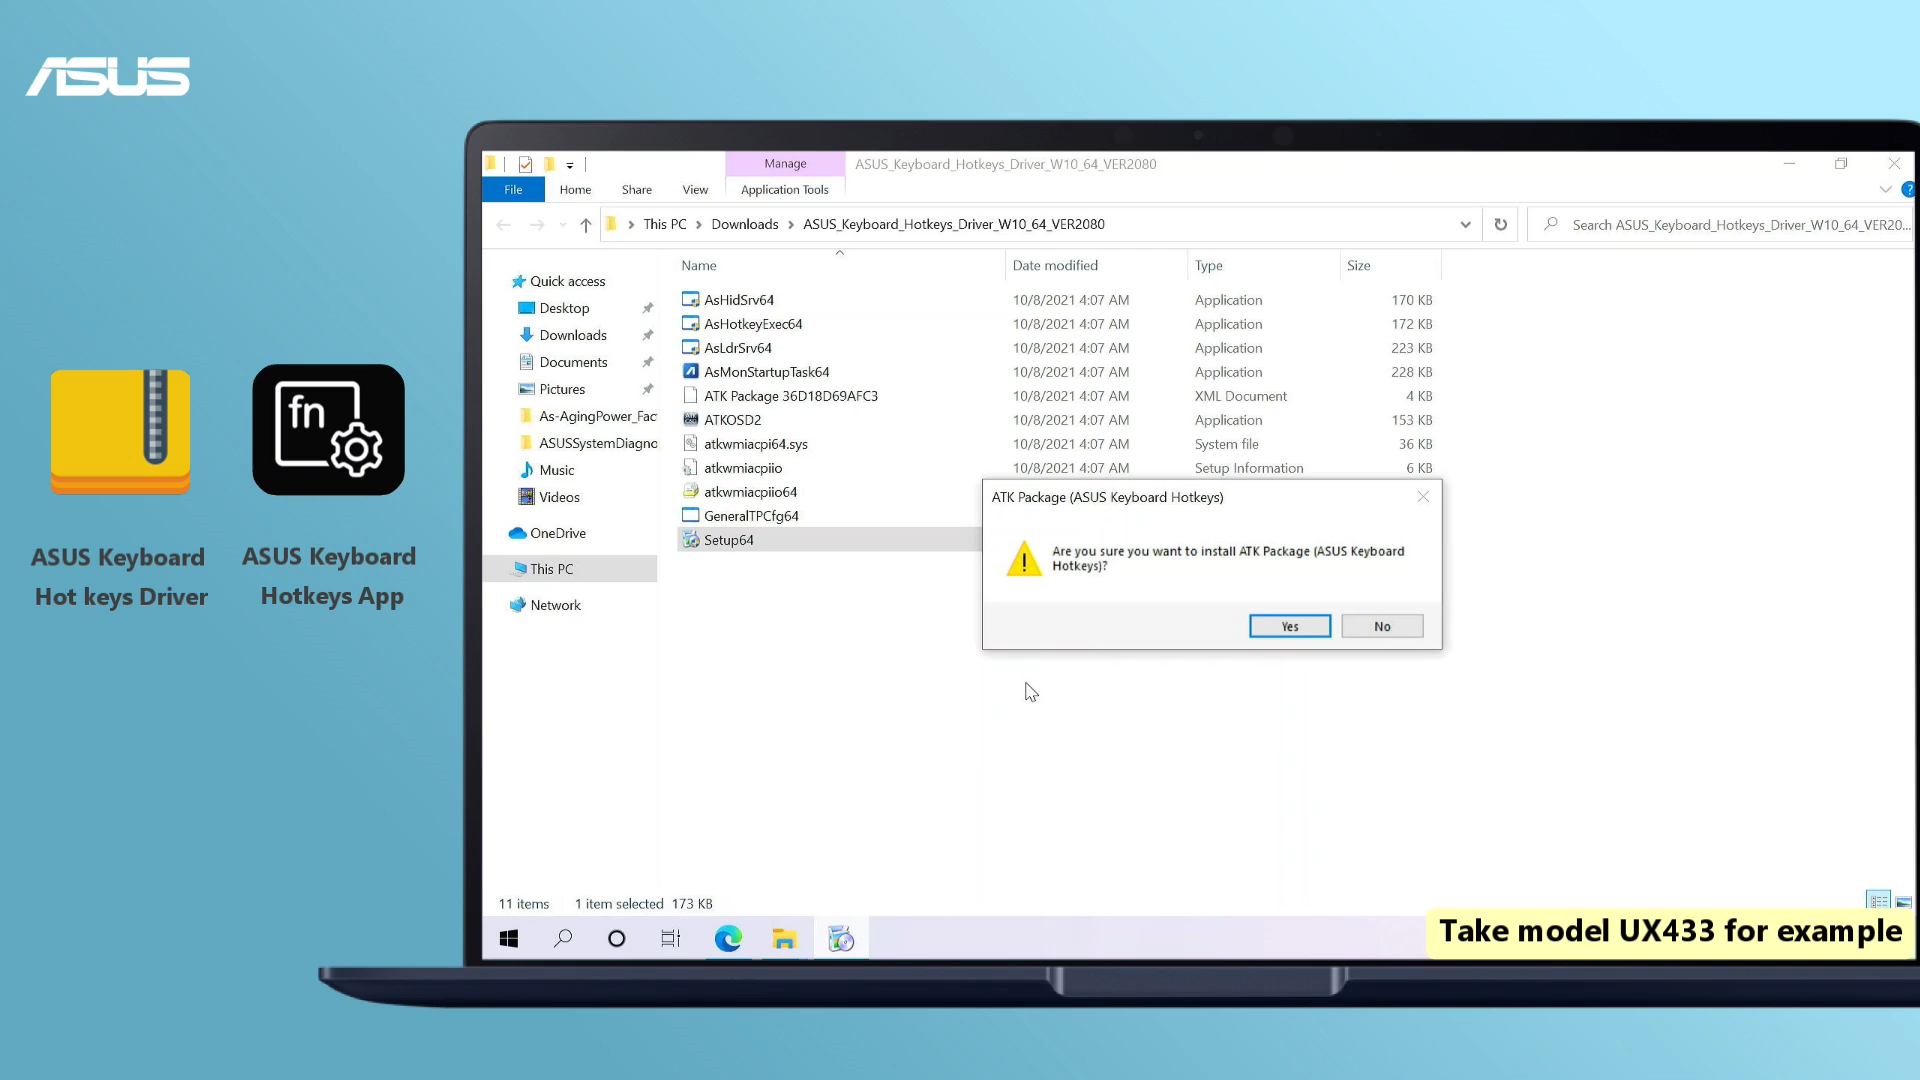 ASUS
Manage
ASUS_Keyboard_Hotkeys_Driver_W10_64_VER2080
File
Home
Share
View
Application Tools
?
This PC
Downloads
ASUS_Keyboard_Hotkeys_Driver_W10_64_VER2080
Search ASUS_Keyboard_Hotkeys_Driver_W10_64_VER20...
Name
Date modified
Type
Size
Quick access
Desktop
Downloads
Documents
Pictures
As-AgingPower_Fac
ASUSSystemDiagno
Music
Videos
OneDrive
This PC
Network
AsHidSrv64 10/8/2021 4:07 AM Application 170 KB
AsHotkeyExec64 10/8/2021 4:07 AM Application 172 KB
AsLdrSrv64 10/8/2021 4:07 AM Application 223 KB
AsMonStartupTask64 10/8/2021 4:07 AM Application 228 KB
ATK Package 36D18D69AFC3 10/8/2021 4:07 AM XML Document 4 KB
ATKOSD2 10/8/2021 4:07 AM Application 153 KB
atkwmiacpi64.sys 10/8/2021 4:07 AM System file 36 KB
atkwmiacpiio 10/8/2021 4:07 AM Setup Information 6 KB
atkwmiacpiio64
GeneralTPCfg64
Setup64
ATK Package (ASUS Keyboard Hotkeys)
Are you sure you want to install ATK Package (ASUS Keyboard
Hotkeys)?
Yes
No
fn
ASUS Keyboard
Hot keys Driver
ASUS Keyboard
Hotkeys App
11 items
1 item selected 173 KB
Take model UX433 for example